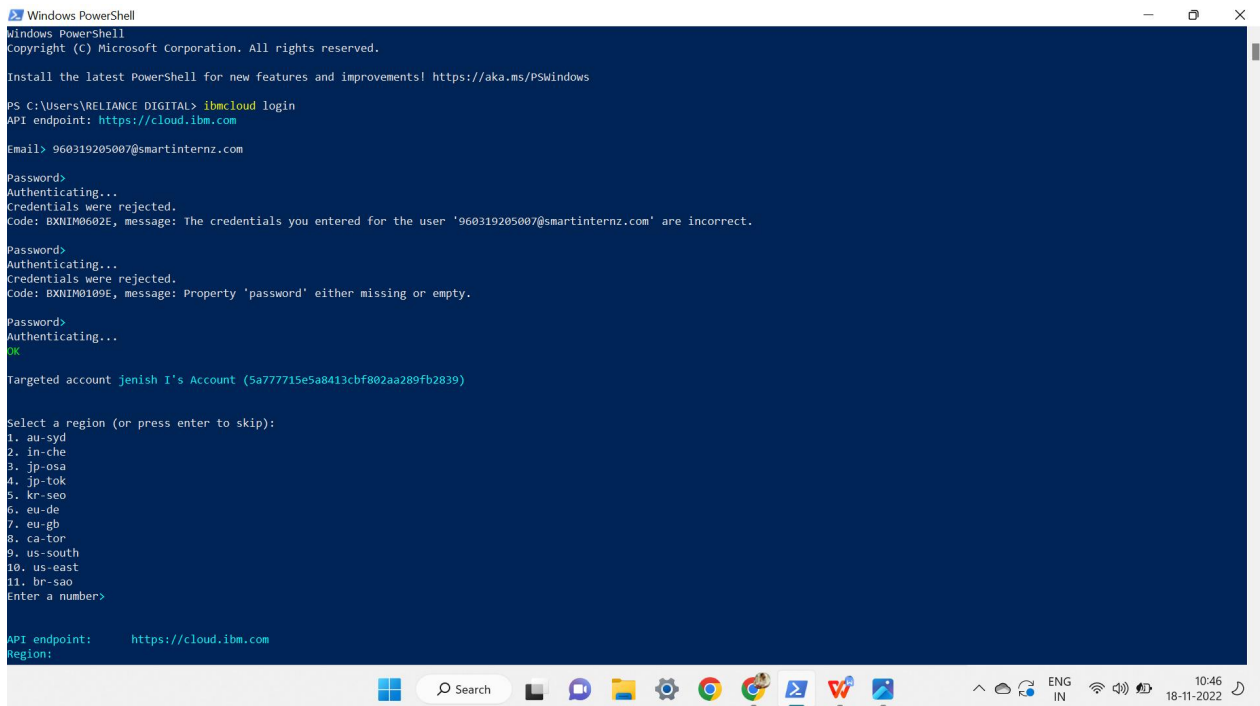 Windows PowerShell
Windows PowerShell
Copyright (C) Microsoft Corporation. All rights reserved.
Install the latest PowerShell for new features and improvements! https://aka.ms/PSWindows
PS C:\Users\RELIANCE DIGITAL> ibmcloud login
API endpoint: https://cloud.ibm.com
Email> 960319205007@smartinternz.com
Password>
Authenticating...
Credentials were rejected.
Code: BXNIM0602E, message: The credentials you entered for the user '960319205007@smartinternz.com' are incorrect.
Password>
Authenticating...
Credentials were rejected.
Code: BXNIM0109E, message: Property 'password' either missing or empty.
Password>
Authenticating...
OK
Targeted account jenish I's Account (5a777715e5a8413cbf802aa289fb2839)
Select a region (or press enter to skip):
1. au-syd
2. in-che
3. jp-osa
4. jp-tok
5. kr-seo
6. eu-de
7. eu-gb
8. ca-tor
9. us-south
10. us-east
11. br-sao
Enter a number>
API endpoint: https://cloud.ibm.com
Region:
Search
ENG
IN
10:46
18-11-2022